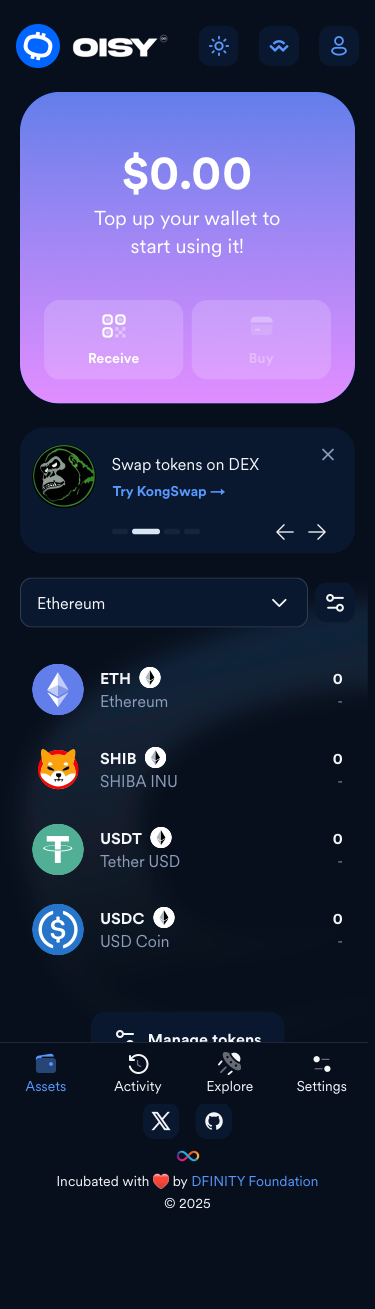 OISY
$0.00
Top up your wallet to
start using it!
Receive
Buy
Swap tokens on DEX
Try KongSwap →
Ethereum
ETH
0
Ethereum
-
SHIB
0
SHIBA INU
-
USDT
0
Tether USD
-
USDC
0
USD Coin
-
Manage tokens
Assets
Activity
Explore
Settings
Incubated with ❤️ by DFINITY Foundation
© 2025